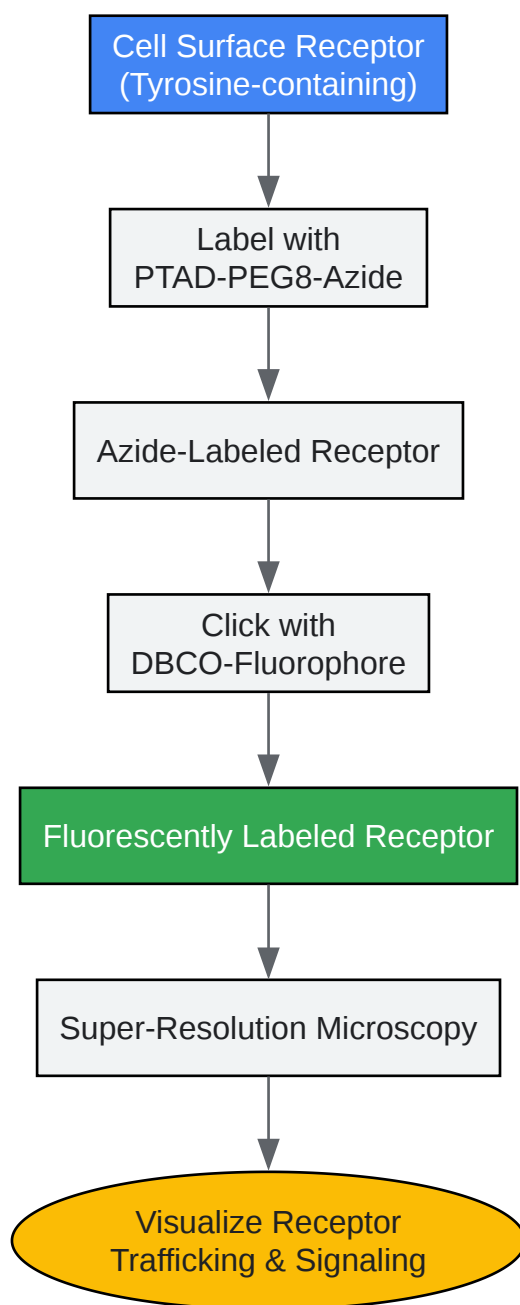 Cell Surface Receptor
(Tyrosine-containing)
Label with
PTAD-PEG8-Azide
Azide-Labeled Receptor
Click with
DBCO-Fluorophore
Fluorescently Labeled Receptor
Super-Resolution Microscopy
Visualize Receptor
Trafficking & Signaling